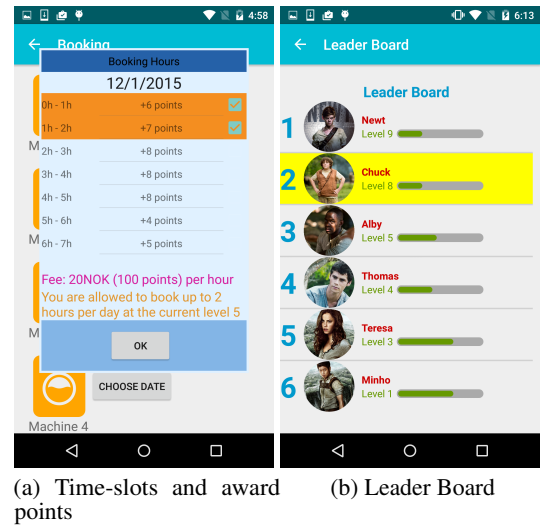 4:58
Booking
Booking Hours
12/1/2015
0h - 1h +6 points
1h - 2h +7 points
2h - 3h +8 points
3h - 4h +8 points
4h - 5h +8 points
5h - 6h +4 points
6h - 7h +5 points
Fee: 20NOK (100 points) per hour
You are allowed to book up to 2
hours per day at the current level 5
OK
M
M
M
CHOOSE DATE
Machine 4
(a) Time-slots and award
points
6:13
Leader Board
Leader Board
1 Newt
Level 9
2 Chuck
Level 8
3 Alby
Level 5
4 Thomas
Level 4
5 Teresa
Level 3
6 Minho
Level 1
(b) Leader Board